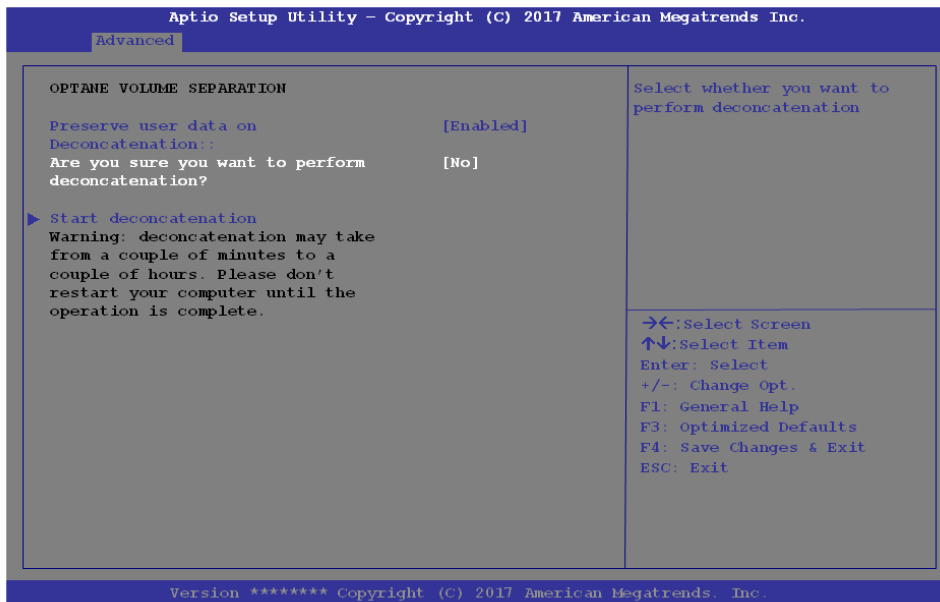 Aptio Setup Utility – Copyright (C) 2017 American Megatrends Inc.
Advanced
OPTANE VOLUME SEPARATION
Preserve user data on [Enabled]
Deconcatenation::
Are you sure you want to perform [No]
deconcatenation?
Start deconcatenation
Warning: deconcatenation may take
from a couple of minutes to a
couple of hours. Please don't
restart your computer until the
operation is complete.
Select whether you want to
perform deconcatenation
→←:Select Screen
↑↓:Select Item
Enter: Select
+/-: Change Opt.
F1: General Help
F3: Optimized Defaults
F4: Save Changes & Exit
ESC: Exit
Version ******** Copyright (C) 2017 American Megatrends. Inc.